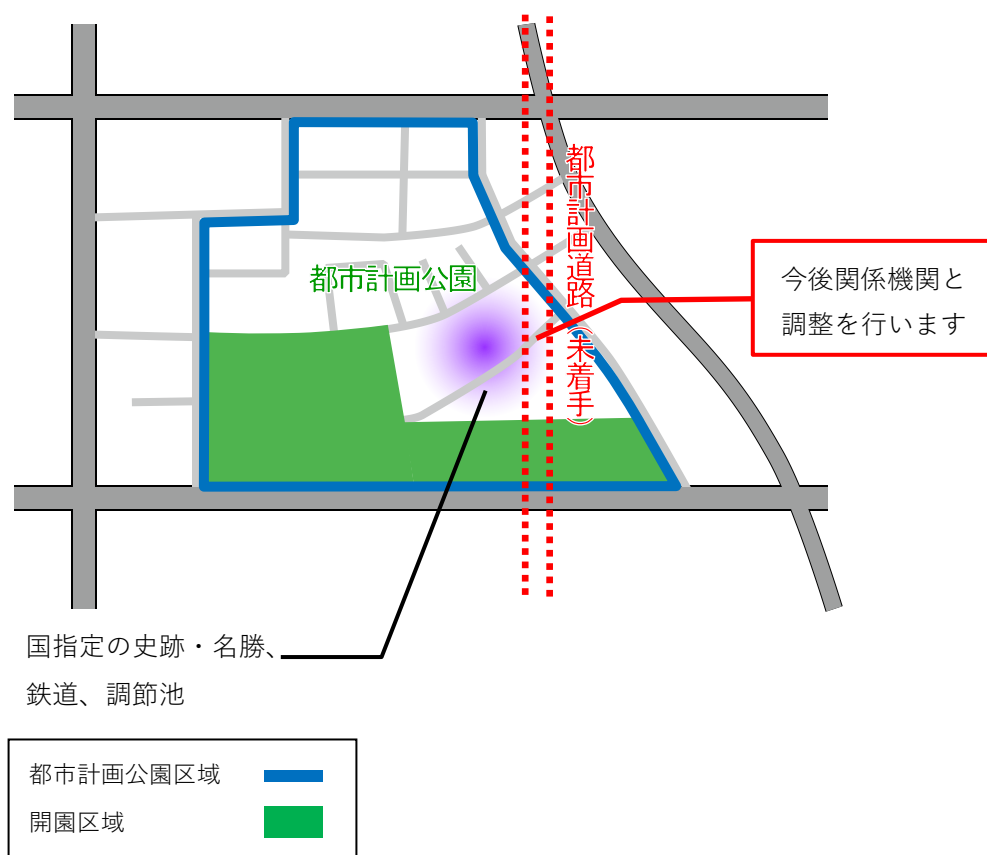 都市計画道路（未着手）
今後関係機関と
調整を行います
都市計画公園
国指定の史跡・名勝、
鉄道、調節池
都市計画公園区域
開園区域